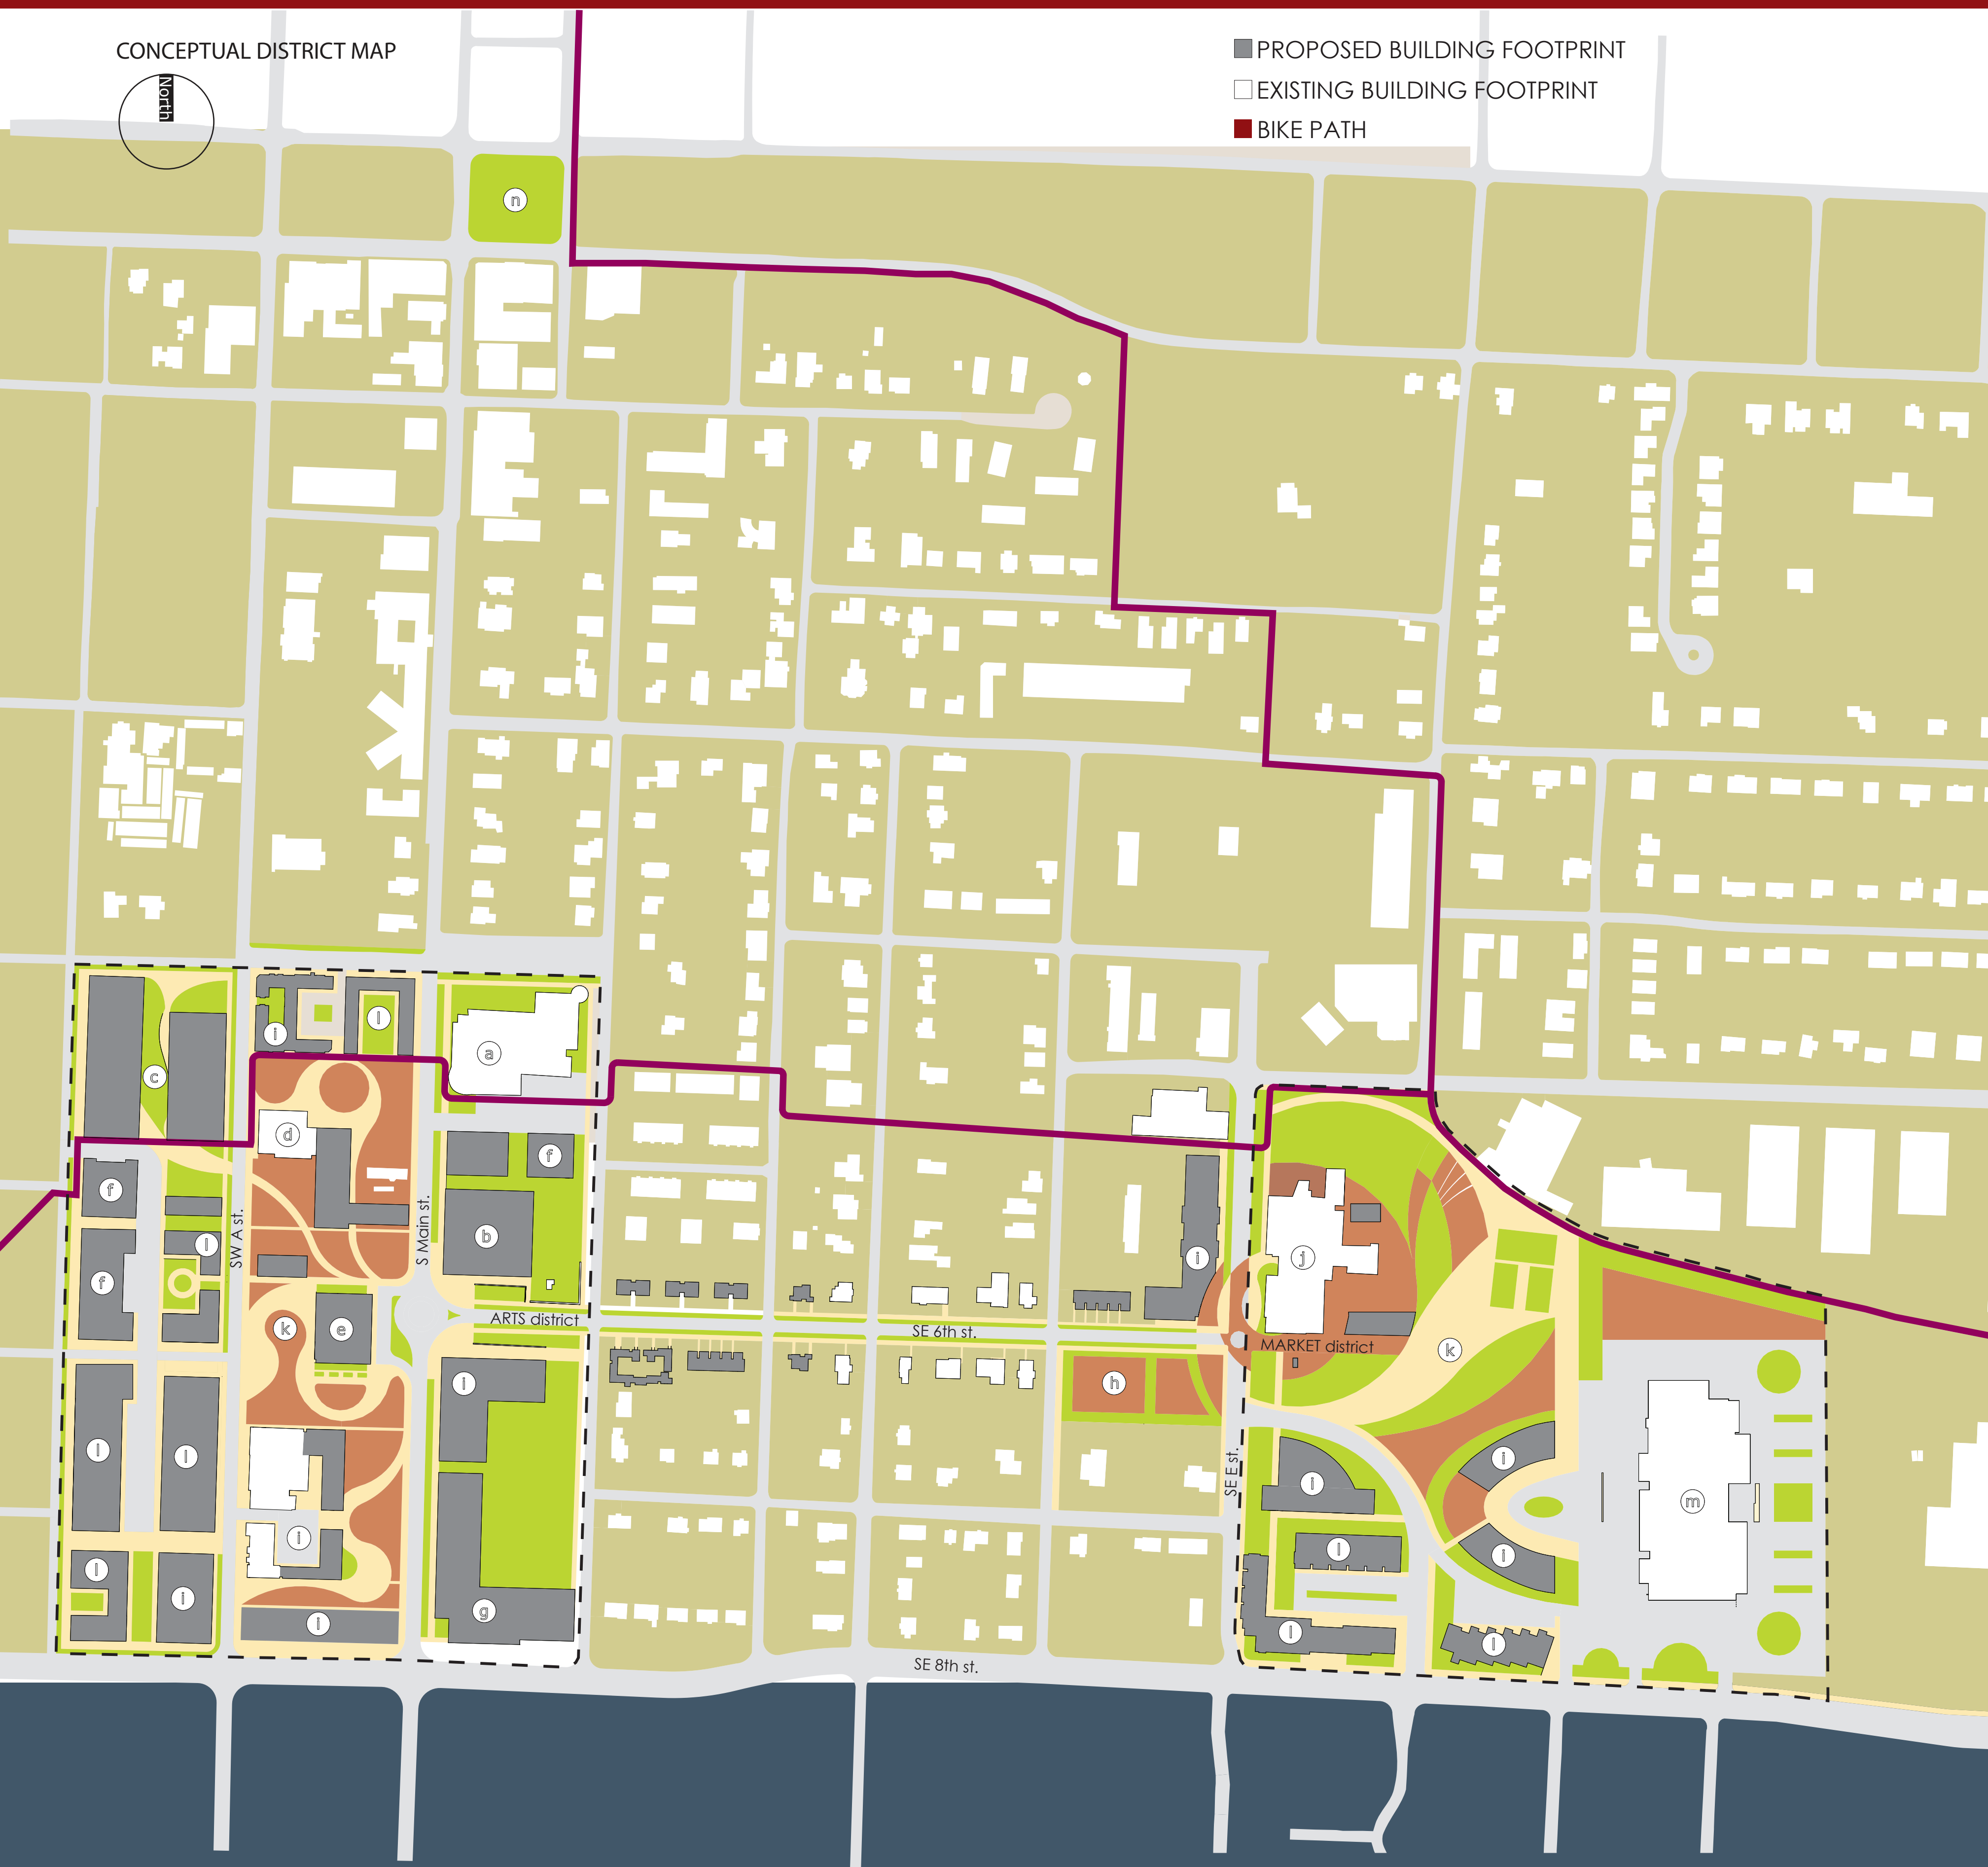 CONCEPTUAL DISTRICT MAP
North
PROPOSED BUILDING FOOTPRINT
EXISTING BUILDING FOOTPRINT
BIKE PATH
n
i
l
a
c
d
f
f
b
l
i
j
SW A st.
S Main st.
f
k
e
ARTS district
SE 6th st.
MARKET district
k
l
h
l
i
i
i
SE E st.
i
m
l
i
l
i
l
i
g
l
l
SE 8th st.